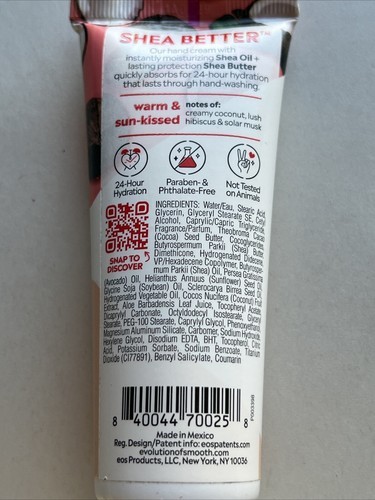 SHEA BETTER™
Our hand cream with
instantly moisturizing Shea Oil +
lasting protection Shea Butter
quickly absorbs for 24-hour hydration
that lasts through hand-washing.
warm & sun-kissed
notes of:
creamy coconut, lush
hibiscus & solar musk
24-Hour
Hydration
Paraben- &
Phthalate-Free
Not Tested
on Animals
SNAP TO
DISCOVER
INGREDIENTS: Water/Eau, Stearic Acid,
Glycerin, Glyceryl Stearate SE, Cetyl
Alcohol, Caprylic/Capric Triglyceride,
Fragrance/Parfum, Theobroma Cacao
(Cocoa) Seed Butter, Cocoglycerides,
Butyrospermum Parkii (Shea) Butter,
Dimethicone, Hydrogenated Didecene,
VP/Hexadecene Copolymer, Butyrosper-
mum Parkii (Shea) Oil, Persea Gratissima
(Avocado) Oil, Helianthus Annuus (Sunflower) Seed Oil,
Glycine Soja (Soybean) Oil, Sclerocarya Birrea Seed Oil,
Hydrogenated Vegetable Oil, Cocos Nucifera (Coconut) Fruit
Extract, Aloe Barbadensis Leaf Juice, Tocopheryl Acetate,
Dicaprylyl Carbonate, Octyldodecyl Isostearate, Glyceryl
Stearate, PEG-100 Stearate, Caprylyl Glycol, Phenoxyethanol,
Magnesium Aluminum Silicate, Carbomer, Sodium Hydroxide,
Hexylene Glycol, Disodium EDTA, BHT, Tocopherol, Citric
Acid, Potassium Sorbate, Sodium Benzoate, Titanium
Dioxide (CI77891), Benzyl Salicylate, Coumarin
8 40044 70025 8
Made in Mexico
Reg. Design/Patent info: eospatents.com
evolutionofsmooth.com
eos Products, LLC, New York, NY 10036